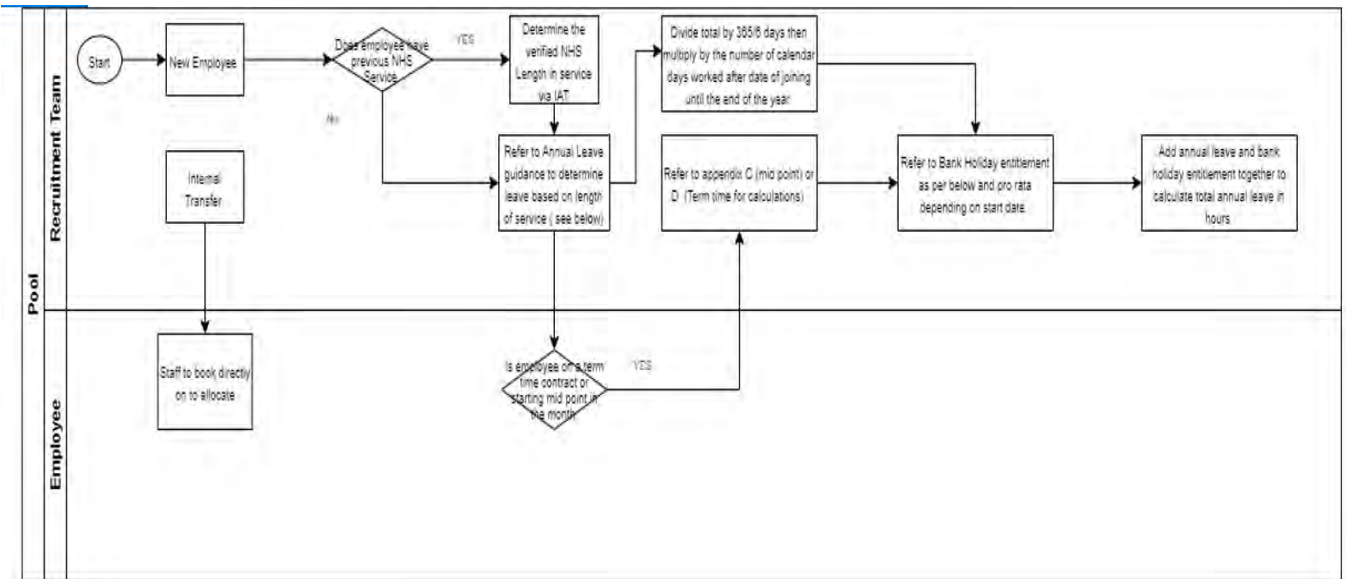 Pool
Recruitment Team
Start
New Employee
Does employee have
previous NHS
Service
YES
No
Determine the
verified NHS
Length in service
via IAT
Divide total by 365/6 days then
multiply by the number of calendar
days worked after date of joining
until the end of the year
Internal
Transfer
Refer to Annual Leave
guidance to determine
leave based on length
of service ( see below)
Refer to appendix C (mid point) or
D (Term time for calculations)
Refer to Bank Holiday entitlement
as per below and pro rata
depending on start date
Add annual leave and bank
holiday entitlement together to
calculate total annual leave in
hours
Employee
Staff to book directly
on to allocate
Is employee on a term
time contract or
starting mid point in
the month
YES